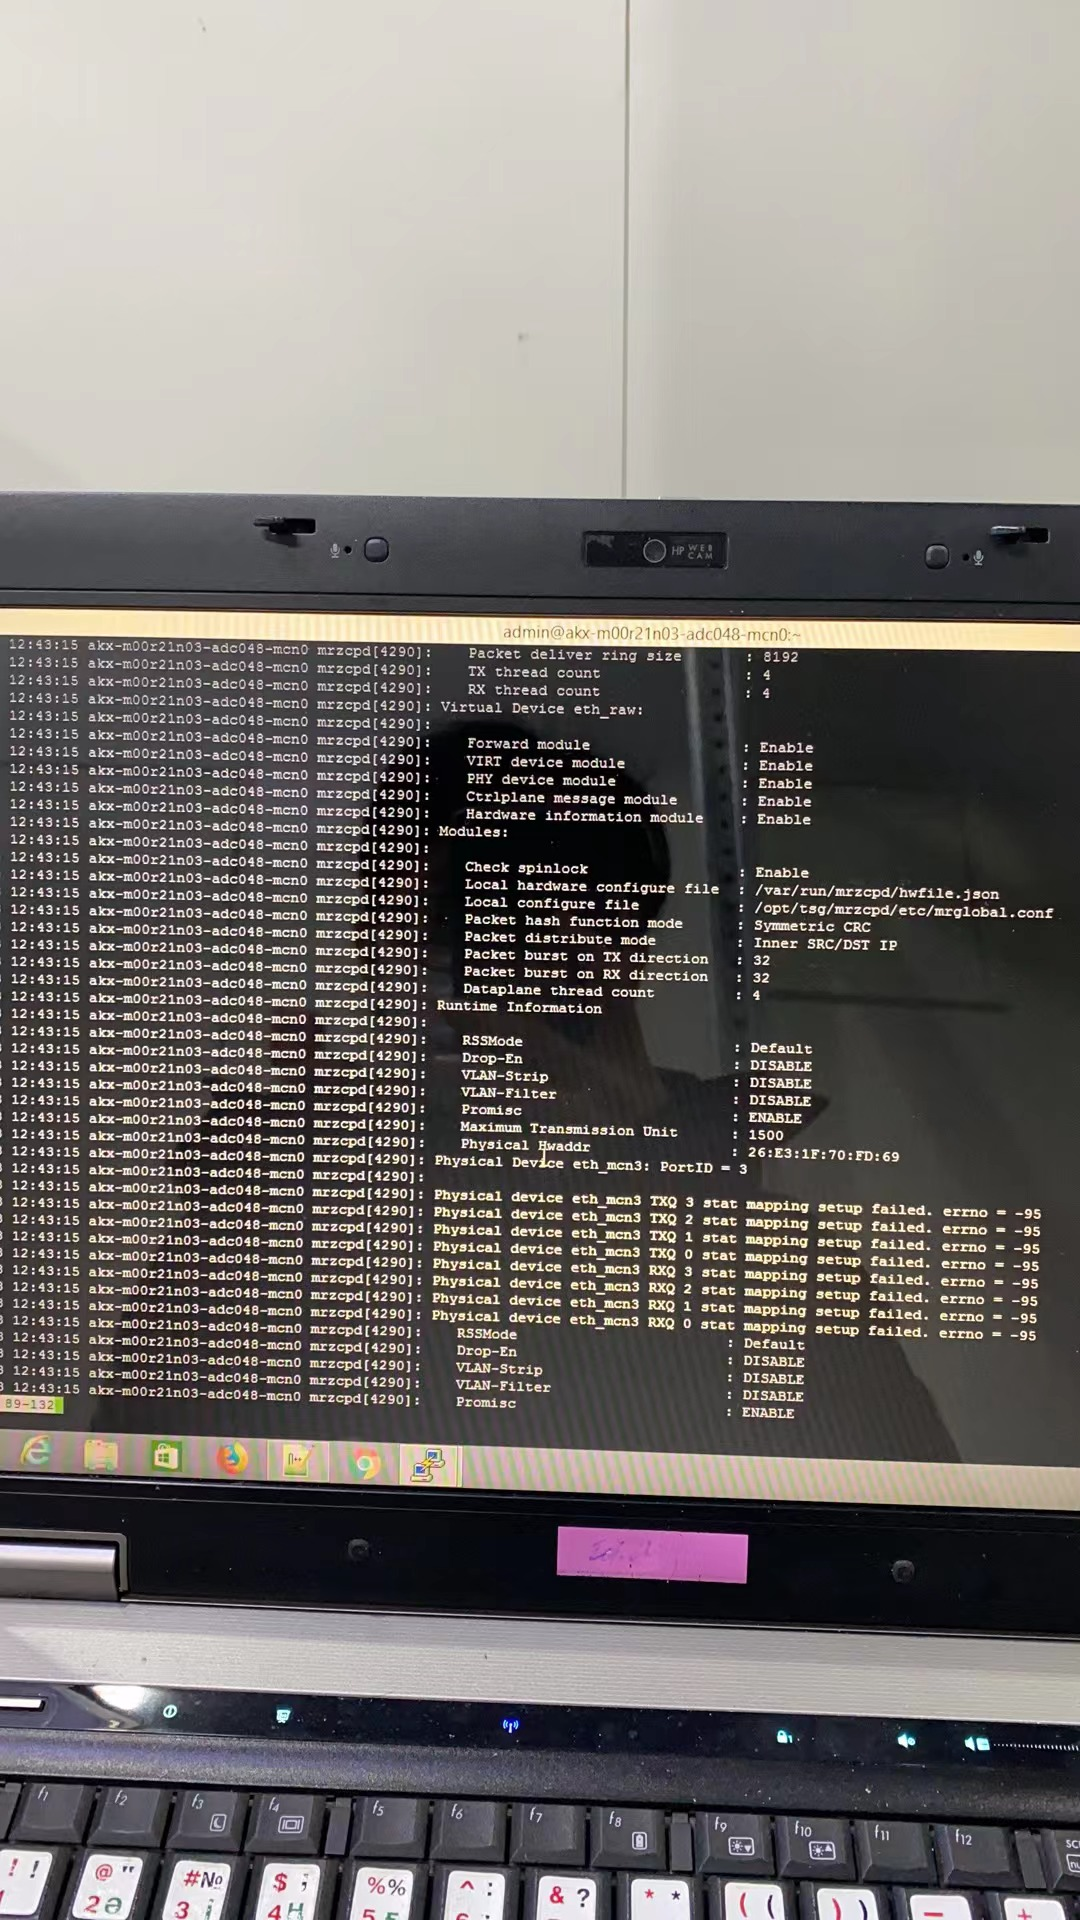 HP WEB CAM
admin@akx-m00r21n03-adc048-mcn0:~
12:43:15 akx-m00r21n03-adc048-mcn0 mrzcpd[4290]: Packet deliver ring size : 8192
12:43:15 akx-m00r21n03-adc048-mcn0 mrzcpd[4290]: TX thread count : 4
12:43:15 akx-m00r21n03-adc048-mcn0 mrzcpd[4290]: RX thread count : 4
12:43:15 akx-m00r21n03-adc048-mcn0 mrzcpd[4290]: Virtual Device eth_raw:
12:43:15 akx-m00r21n03-adc048-mcn0 mrzcpd[4290]:
12:43:15 akx-m00r21n03-adc048-mcn0 mrzcpd[4290]: Forward module : Enable
12:43:15 akx-m00r21n03-adc048-mcn0 mrzcpd[4290]: VIRT device module : Enable
12:43:15 akx-m00r21n03-adc048-mcn0 mrzcpd[4290]: PHY device module : Enable
12:43:15 akx-m00r21n03-adc048-mcn0 mrzcpd[4290]: Ctrlplane message module : Enable
12:43:15 akx-m00r21n03-adc048-mcn0 mrzcpd[4290]: Hardware information module : Enable
12:43:15 akx-m00r21n03-adc048-mcn0 mrzcpd[4290]: Modules:
12:43:15 akx-m00r21n03-adc048-mcn0 mrzcpd[4290]:
12:43:15 akx-m00r21n03-adc048-mcn0 mrzcpd[4290]: Check spinlock : Enable
12:43:15 akx-m00r21n03-adc048-mcn0 mrzcpd[4290]: Local hardware configure file : /var/run/mrzcpd/hwfile.json
12:43:15 akx-m00r21n03-adc048-mcn0 mrzcpd[4290]: Local configure file : /opt/tsg/mrzcpd/etc/mrglobal.conf
12:43:15 akx-m00r21n03-adc048-mcn0 mrzcpd[4290]: Packet hash function mode : Symmetric CRC
12:43:15 akx-m00r21n03-adc048-mcn0 mrzcpd[4290]: Packet distribute mode : Inner SRC/DST IP
12:43:15 akx-m00r21n03-adc048-mcn0 mrzcpd[4290]: Packet burst on TX direction : 32
12:43:15 akx-m00r21n03-adc048-mcn0 mrzcpd[4290]: Packet burst on RX direction : 32
12:43:15 akx-m00r21n03-adc048-mcn0 mrzcpd[4290]: Dataplane thread count : 4
12:43:15 akx-m00r21n03-adc048-mcn0 mrzcpd[4290]: Runtime Information
12:43:15 akx-m00r21n03-adc048-mcn0 mrzcpd[4290]:
12:43:15 akx-m00r21n03-adc048-mcn0 mrzcpd[4290]: RSSMode : Default
12:43:15 akx-m00r21n03-adc048-mcn0 mrzcpd[4290]: Drop-En : DISABLE
12:43:15 akx-m00r21n03-adc048-mcn0 mrzcpd[4290]: VLAN-Strip : DISABLE
12:43:15 akx-m00r21n03-adc048-mcn0 mrzcpd[4290]: VLAN-Filter : DISABLE
12:43:15 akx-m00r21n03-adc048-mcn0 mrzcpd[4290]: Promisc : ENABLE
12:43:15 akx-m00r21n03-adc048-mcn0 mrzcpd[4290]: Maximum Transmission Unit : 1500
12:43:15 akx-m00r21n03-adc048-mcn0 mrzcpd[4290]: Physical Hwaddr : 26:E3:1F:70:FD:69
12:43:15 akx-m00r21n03-adc048-mcn0 mrzcpd[4290]: Physical Device eth_mcn3: PortID = 3
12:43:15 akx-m00r21n03-adc048-mcn0 mrzcpd[4290]:
12:43:15 akx-m00r21n03-adc048-mcn0 mrzcpd[4290]: Physical device eth_mcn3 TXQ 3 stat mapping setup failed. errno = -95
12:43:15 akx-m00r21n03-adc048-mcn0 mrzcpd[4290]: Physical device eth_mcn3 TXQ 2 stat mapping setup failed. errno = -95
12:43:15 akx-m00r21n03-adc048-mcn0 mrzcpd[4290]: Physical device eth_mcn3 TXQ 1 stat mapping setup failed. errno = -95
12:43:15 akx-m00r21n03-adc048-mcn0 mrzcpd[4290]: Physical device eth_mcn3 TXQ 0 stat mapping setup failed. errno = -95
12:43:15 akx-m00r21n03-adc048-mcn0 mrzcpd[4290]: Physical device eth_mcn3 RXQ 3 stat mapping setup failed. errno = -95
12:43:15 akx-m00r21n03-adc048-mcn0 mrzcpd[4290]: Physical device eth_mcn3 RXQ 2 stat mapping setup failed. errno = -95
12:43:15 akx-m00r21n03-adc048-mcn0 mrzcpd[4290]: Physical device eth_mcn3 RXQ 1 stat mapping setup failed. errno = -95
12:43:15 akx-m00r21n03-adc048-mcn0 mrzcpd[4290]: Physical device eth_mcn3 RXQ 0 stat mapping setup failed. errno = -95
12:43:15 akx-m00r21n03-adc048-mcn0 mrzcpd[4290]: RSSMode : Default
12:43:15 akx-m00r21n03-adc048-mcn0 mrzcpd[4290]: Drop-En : DISABLE
12:43:15 akx-m00r21n03-adc048-mcn0 mrzcpd[4290]: VLAN-Strip : DISABLE
12:43:15 akx-m00r21n03-adc048-mcn0 mrzcpd[4290]: VLAN-Filter : DISABLE
12:43:15 akx-m00r21n03-adc048-mcn0 mrzcpd[4290]: Promisc : ENABLE
89-132
f1 f2 f3 f4 f5 f6 f7 f8 f9 f10 f11 f12
! ! @ " #№ $ ; %% ^ : & ? * * ( ( ) ) − +
2Ә 3 4Н